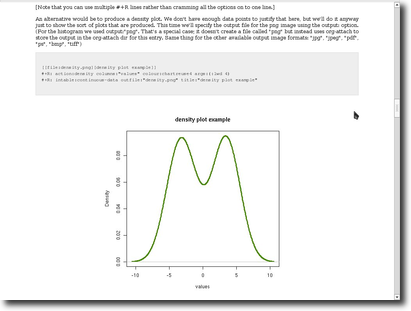 [Note that you can use multiple #+R lines rather than cramming all the options on to one line.]
An alternative would be to produce a density plot. We don't have enough data points to justify that here, but we'll do it anyway
just to show the sort of plots that are produced. This time we'll specify the output file for the png image using the output: option.
(For the histogram we used output:"png". That's a special case; it doesn't create a file called "png" but instead uses org-attach to
store the output in the org-attach dir for this entry. Same thing for the other available output image formats: "jpg", "jpeg", "pdf",
"ps", "bmp", "tiff")
[[file:density.png][density plot example]]
#+R: action:density columns:"values" colour:chartreuse4 args:(:lwd 4)
#+R: intable:continuous-data outfile:"density.png" title:"density plot example"
density plot example
Density
0.08
0.06
0.04
0.02
0.00
-10 -5 0 5 10
values